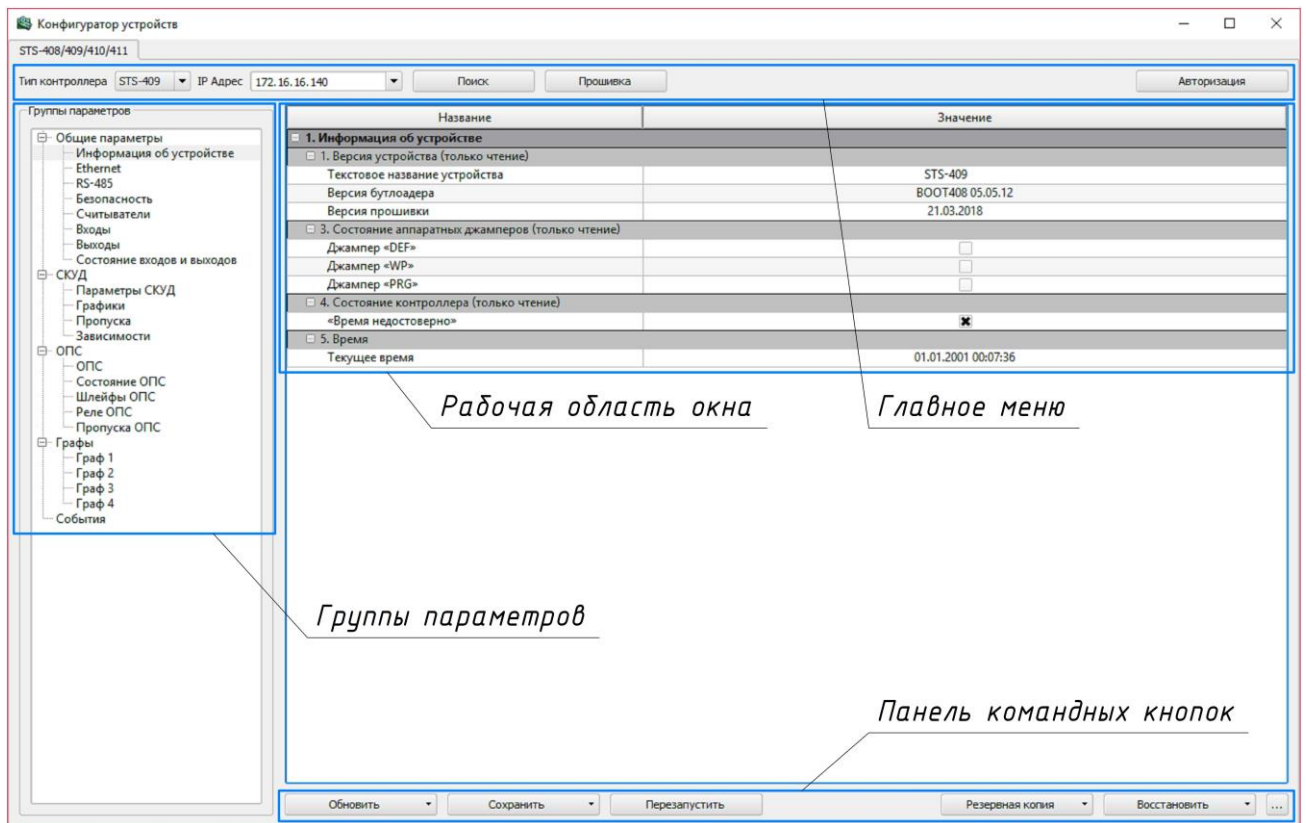 Конфигуратор устройств
STS-408/409/410/411
Тип контроллера STS-409 IP Адрес 172.16.16.140 Поиск Прошивка Авторизация
Группы параметров
Общие параметры
Информация об устройстве
Ethernet
RS-485
Безопасность
Считыватели
Входы
Выходы
Состояние входов и выходов
СКУД
Параметры СКУД
Графики
Пропуска
Зависимости
ОПС
ОПС
Состояние ОПС
Шлейфы ОПС
Реле ОПС
Пропуска ОПС
Графы
Граф 1
Граф 2
Граф 3
Граф 4
События
Название Значение
1. Информация об устройстве
1. Версия устройства (только чтение)
Текстовое название устройства STS-409
Версия бутлоадера BOOT408 05.05.12
Версия прошивки 21.03.2018
3. Состояние аппаратных джамперов (только чтение)
Джампер «DEF»
Джампер «WP»
Джампер «PRG»
4. Состояние контроллера (только чтение)
«Время недостоверно»
5. Время
Текущее время 01.01.2001 00:07:36
Рабочая область окна
Главное меню
Группы параметров
Панель командных кнопок
Обновить Сохранить Перезапустить Резервная копия Восстановить ...